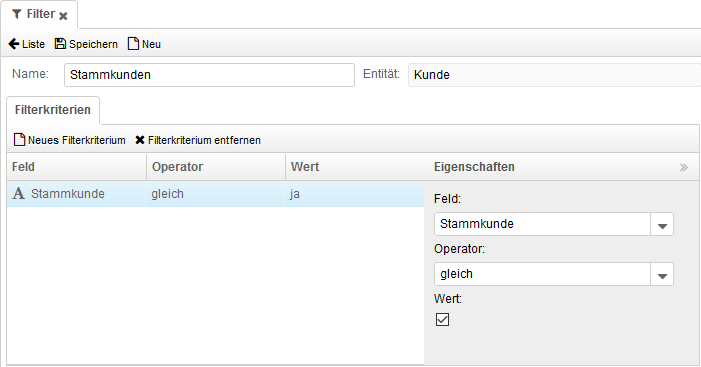 Filter
Liste Speichern Neu
Name: Stammkunden Entität: Kunde
Filterkriterien
Neues Filterkriterium Filterkriterium entfernen
Feld Operator Wert Eigenschaften »
A Stammkunde gleich ja
Feld:
Stammkunde
Operator:
gleich
Wert: